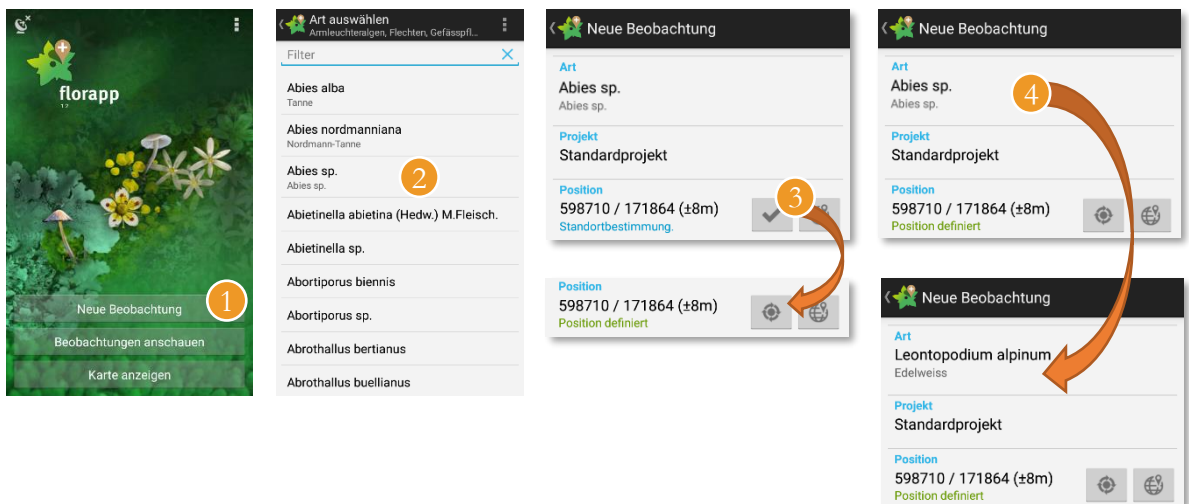 florapp
1.2
Neue Beobachtung
1
Beobachtungen anschauen
Karte anzeigen
Art auswählen
Armleuchteralgen, Flechten, Gefässpfl...
Filter
Abies alba
Tanne
Abies nordmanniana
Nordmann-Tanne
Abies sp.
Abies sp.
2
Abietinella abietina (Hedw.) M.Fleisch.
Abietinella sp.
Abortiporus biennis
Abortiporus sp.
Abrothallus bertianus
Abrothallus buellianus
Neue Beobachtung
Art
Abies sp.
Abies sp.
Projekt
Standardprojekt
Position
598710 / 171864 (±8m)
Standortbestimmung.
3
Position
598710 / 171864 (±8m)
Position definiert
Neue Beobachtung
Art
Abies sp.
Abies sp.
4
Projekt
Standardprojekt
Position
598710 / 171864 (±8m)
Position definiert
Neue Beobachtung
Art
Leontopodium alpinum
Edelweiss
Projekt
Standardprojekt
Position
598710 / 171864 (±8m)
Position definiert